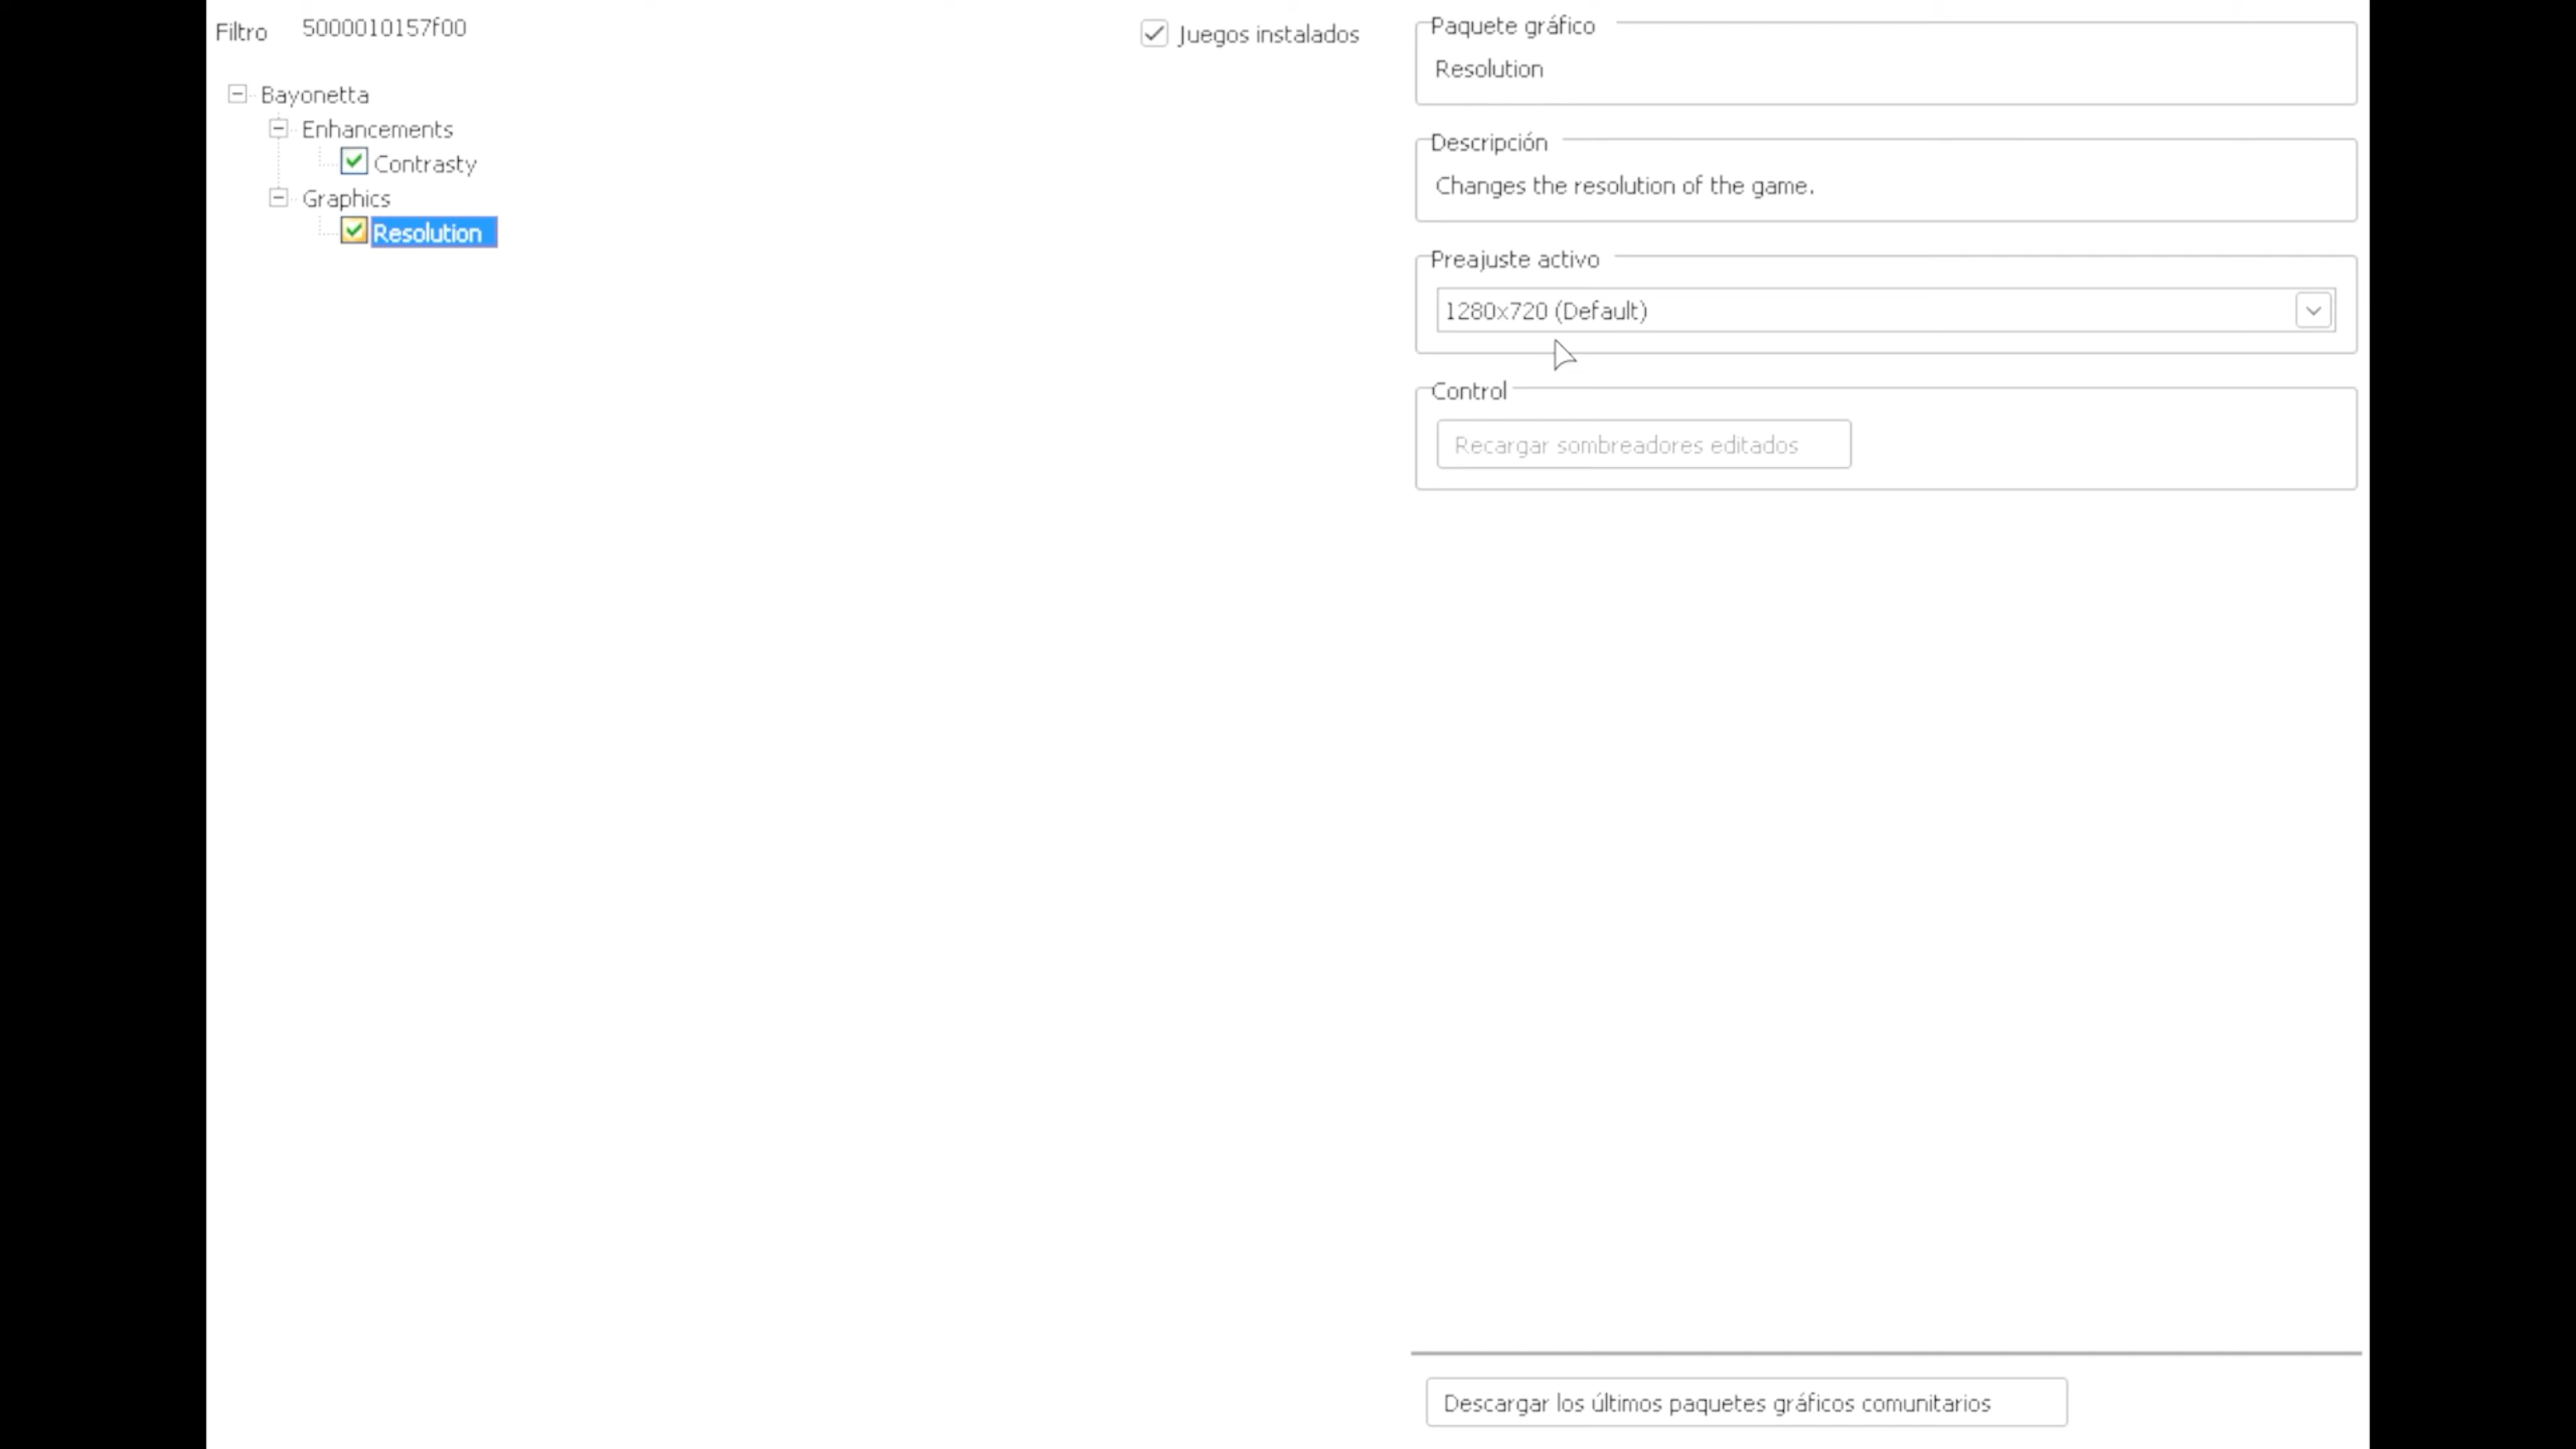 Filtro 5000010157f00
Juegos instalados
Bayonetta
Enhancements
Contrasty
Graphics
Resolution
Paquete gráfico
Resolution
Descripción
Changes the resolution of the game.
Preajuste activo
1280x720 (Default)
Control
Recargar sombreadores editados
Descargar los últimos paquetes gráficos comunitarios